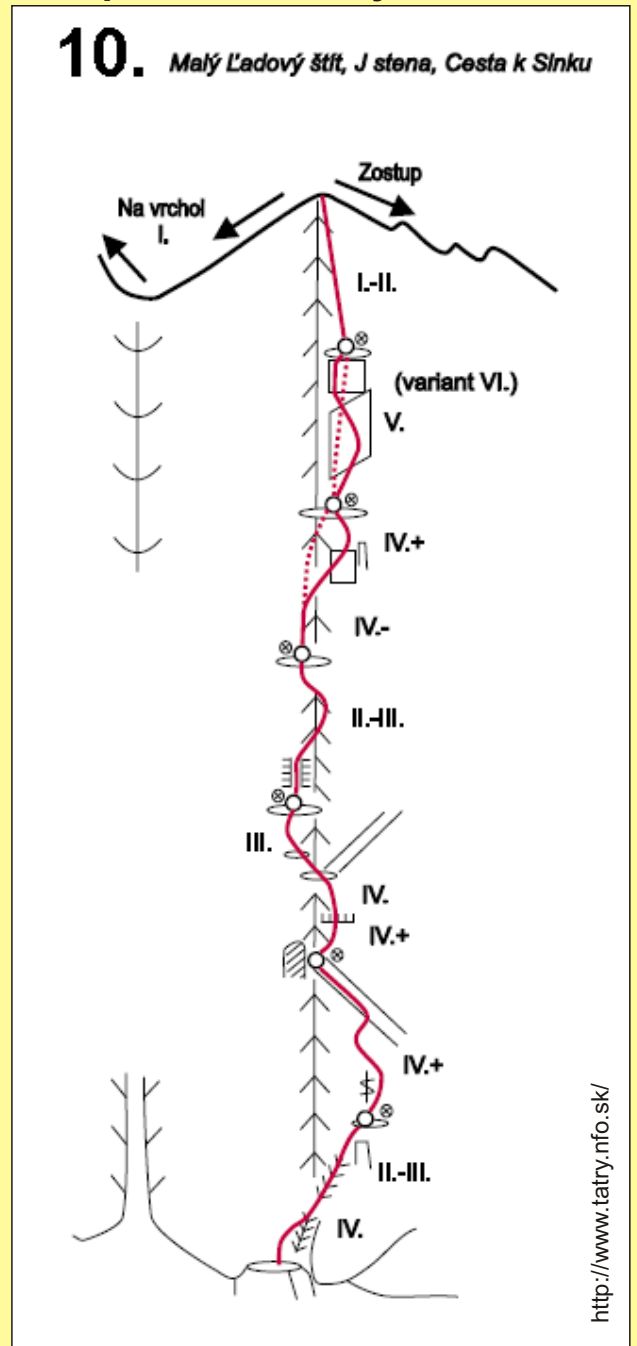 10. Malý Ľadový štít, J stena, Cesta k Slnku
Zostup
Na vrchol
I.
I.-II.
(variant VI.)
V.
IV.+
IV.-
II.-III.
III.
IV.
IV.+
IV.+
II.-III.
IV.
http://www.tatry.nfo.sk/